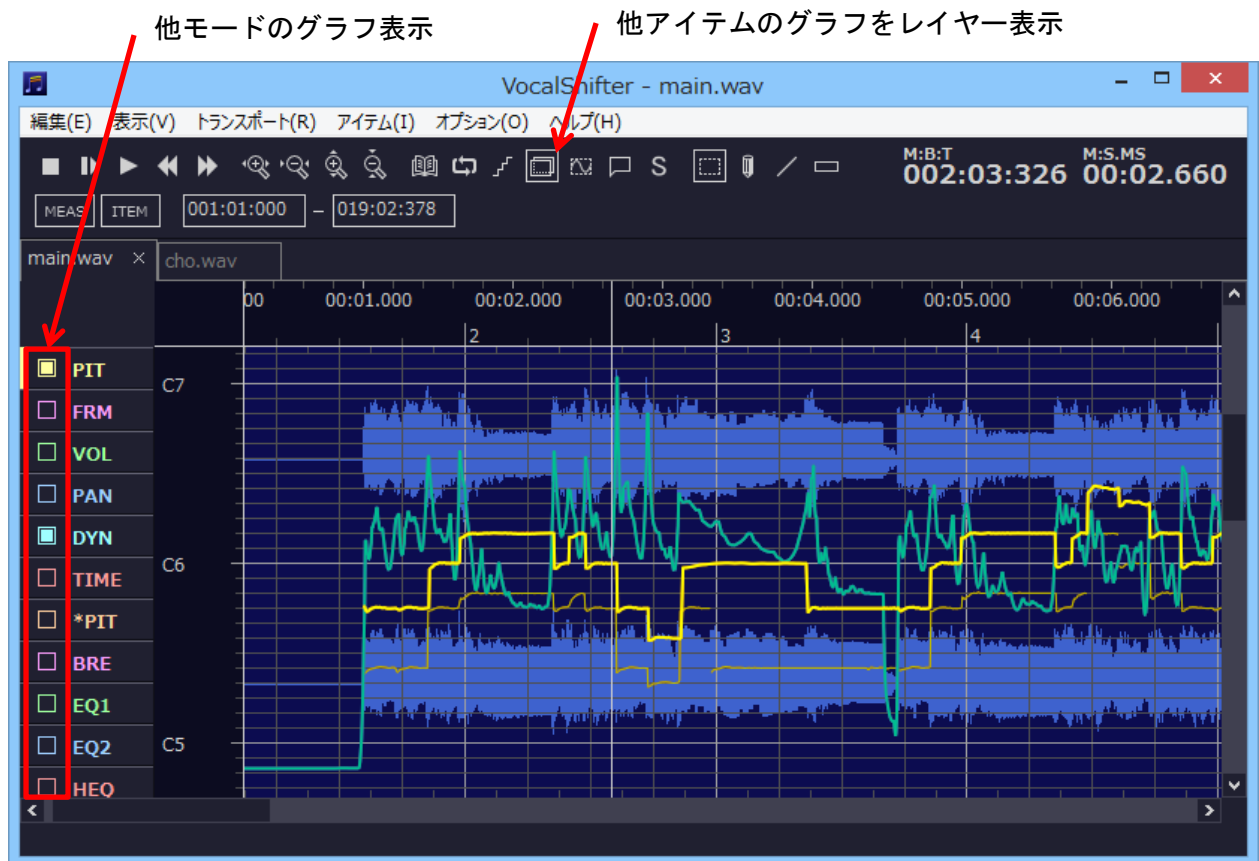 他モードのグラフ表示
他アイテムのグラフをレイヤー表示
VocalShifter - main.wav
編集(E) 表示(V) トランスポート(R) アイテム(I) オプション(O) ヘルプ(H)
S
M:B:T 002:03:326 M:S.MS 00:02.660
MEAS ITEM 001:01:000 – 019:02:378
main.wav × cho.wav
00 00:01.000 00:02.000 00:03.000 00:04.000 00:05.000 00:06.000
2 3 4
PIT
C7
FRM
VOL
PAN
DYN
C6
TIME
*PIT
BRE
EQ1
EQ2
C5
HEQ